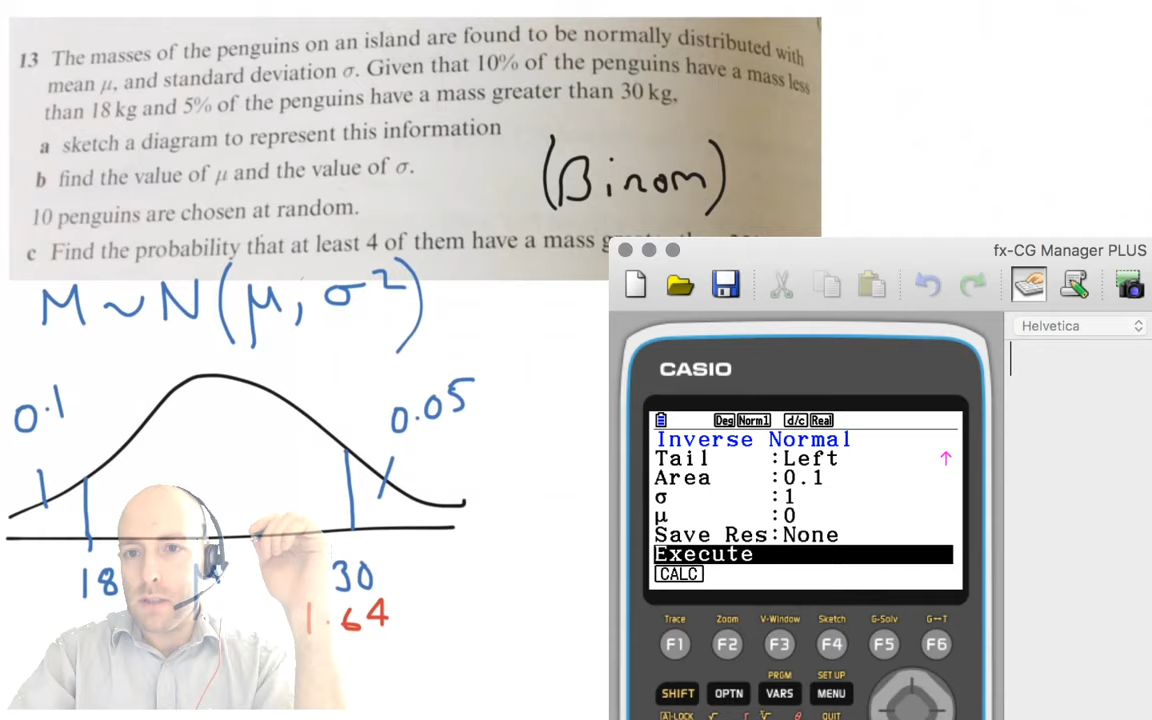 13 The masses of the penguins on an island are found to be normally distributed with
mean μ, and standard deviation σ. Given that 10% of the penguins have a mass less
than 18 kg and 5% of the penguins have a mass greater than 30 kg,
a sketch a diagram to represent this information
b find the value of μ and the value of σ.
(Binom)
10 penguins are chosen at random.
c Find the probability that at least 4 of them have a mass
M ~ N(μ, σ²)
0.1
0.05
18
30
1.64
fx-CG Manager PLUS
Helvetica
CASIO
Deg Norm1 d/c Real
Inverse Normal
Tail :Left
Area :0.1
σ :1
μ :0
Save Res:None
Execute
CALC
Trace Zoom V-Window Sketch G-Solv G↔T
F1 F2 F3 F4 F5 F6
PRGM SET UP
SHIFT OPTN VARS MENU
A-LOCK QUIT